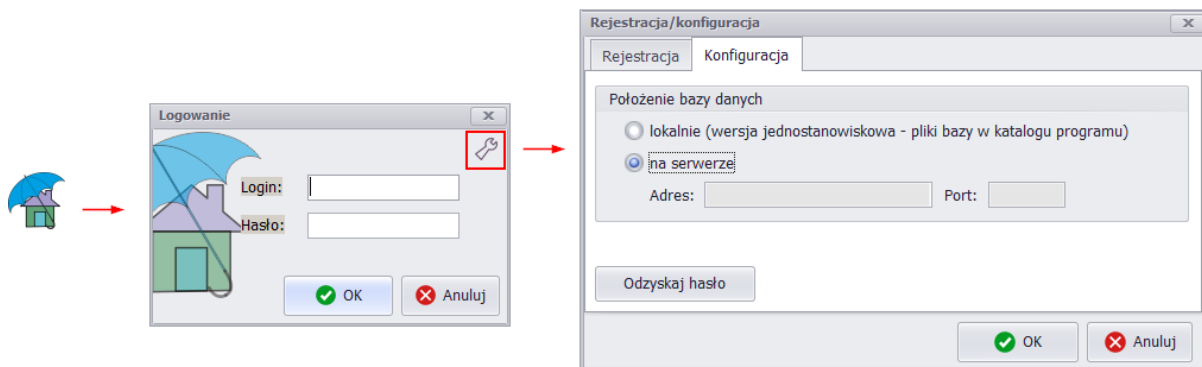 Logowanie
Login:
Hasło:
OK
Anuluj
Rejestracja/konfiguracja
Rejestracja
Konfiguracja
Położenie bazy danych
lokalnie (wersja jednostanowiskowa - pliki bazy w katalogu programu)
na serwerze
Adres:
Port:
Odzyskaj hasło
OK
Anuluj